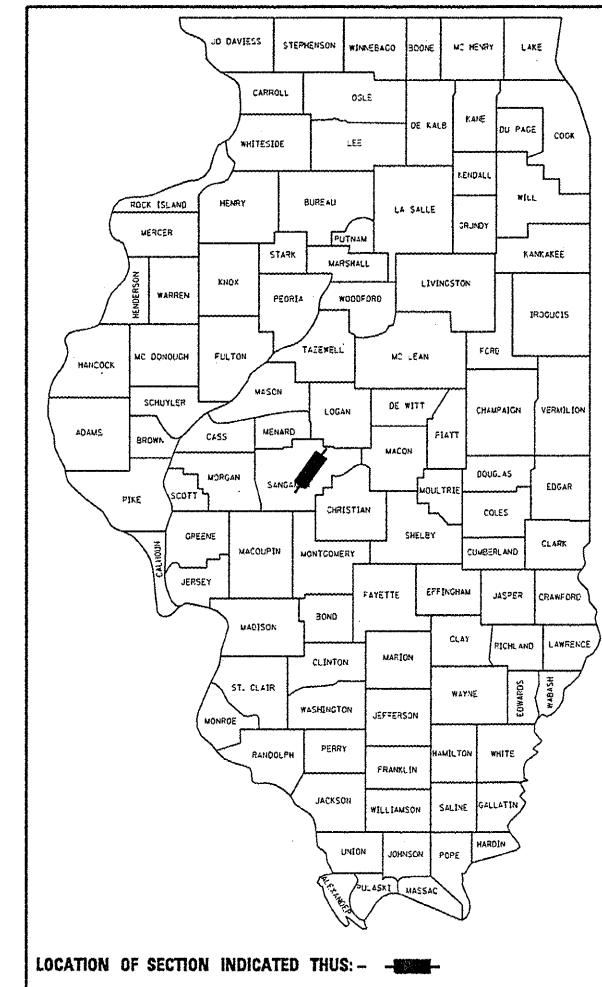 JO DAVIESS
STEPHENSON
WINNEBAGO
BOONE
MC HENRY
LAKE
CARROLL
OGLE
DE KALB
KANE
DU PAGE
COOK
WHITESIDE
LEE
KENDALL
WILL
ROCK ISLAND
HENRY
BUREAU
LA SALLE
GRUNDY
MERCER
PUTNAM
STARK
MARSHALL
KANKAKEE
HENDERSON
WARREN
KNOX
PEORIA
WOODFORD
LIVINGSTON
IROQUOIS
HANCOCK
MC DONOUGH
FULTON
TAZEWELL
MC LEAN
FORD
MASON
SCHUYLER
LOGAN
DE WITT
CHAMPAIGN
VERMILION
ADAMS
BROWN
CASS
MENARD
MACON
PIATT
PIKE
SCOTT
MORGAN
SANGAM
CHRISTIAN
MOULTRIE
DOUGLAS
EDGAR
COLES
SHELBY
CALHOUN
GREENE
MACOUPIN
MONTGOMERY
CUMBERLAND
CLARK
JERSEY
FAYETTE
EFFINGHAM
JASPER
CRAWFORD
MADISON
BOND
CLAY
RICHLAND
LAWRENCE
CLINTON
MARION
ST. CLAIR
WAYNE
EDWARDS
WABASH
WASHINGTON
JEFFERSON
MONROE
RANDOLPH
PERRY
HAMILTON
WHITE
FRANKLIN
JACKSON
WILLIAMSON
SALINE
GALLATIN
UNION
JOHNSON
POPE
HARDIN
ALEXANDER
PULASKI
MASSAC
LOCATION OF SECTION INDICATED THUS: -